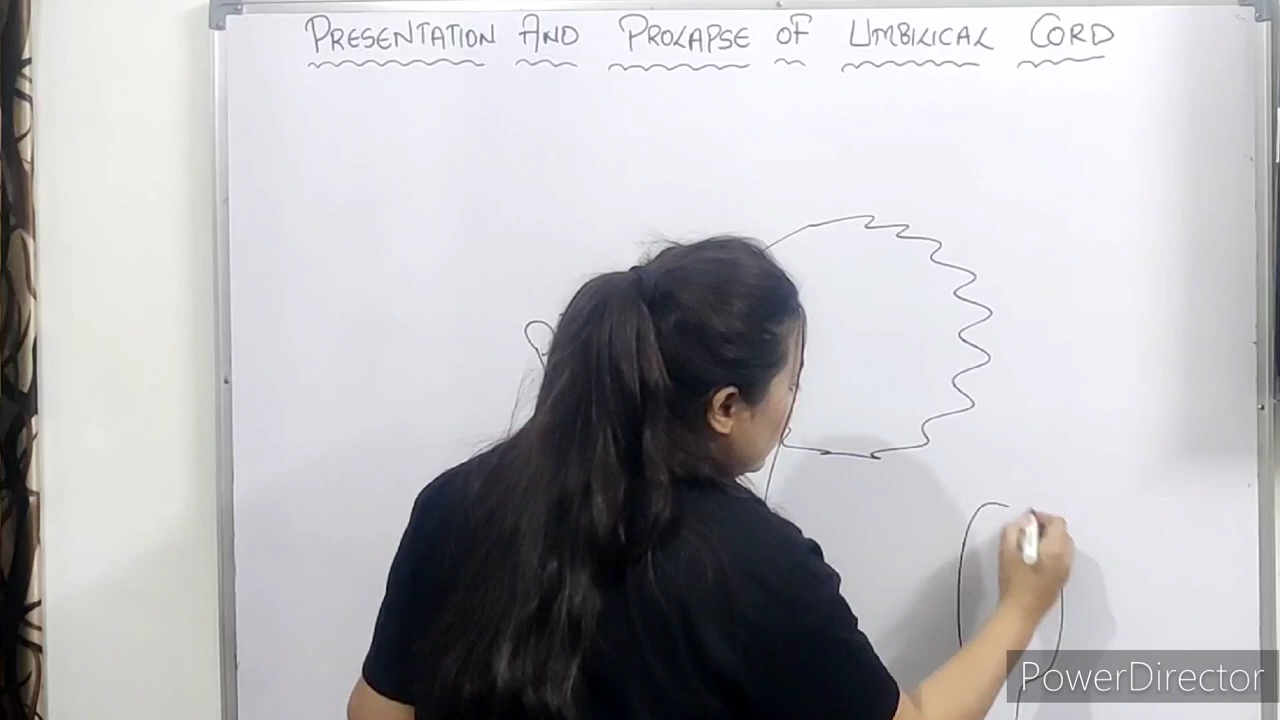 PRESENTATION AND PROLAPSE OF UMBILICAL CORD
PowerDirector